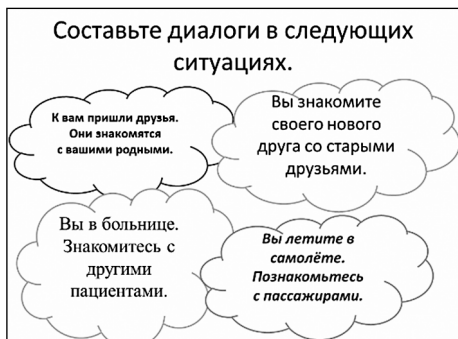 Составьте диалоги в следующих
ситуациях.
К вам пришли друзья.
Они знакомятся
с вашими родными.
Вы знакомите
своего нового
друга со старыми
друзьями.
Вы в больнице.
Знакомитесь с
другими
пациентами.
Вы летите в
самолёте.
Познакомьтесь
с пассажирами.